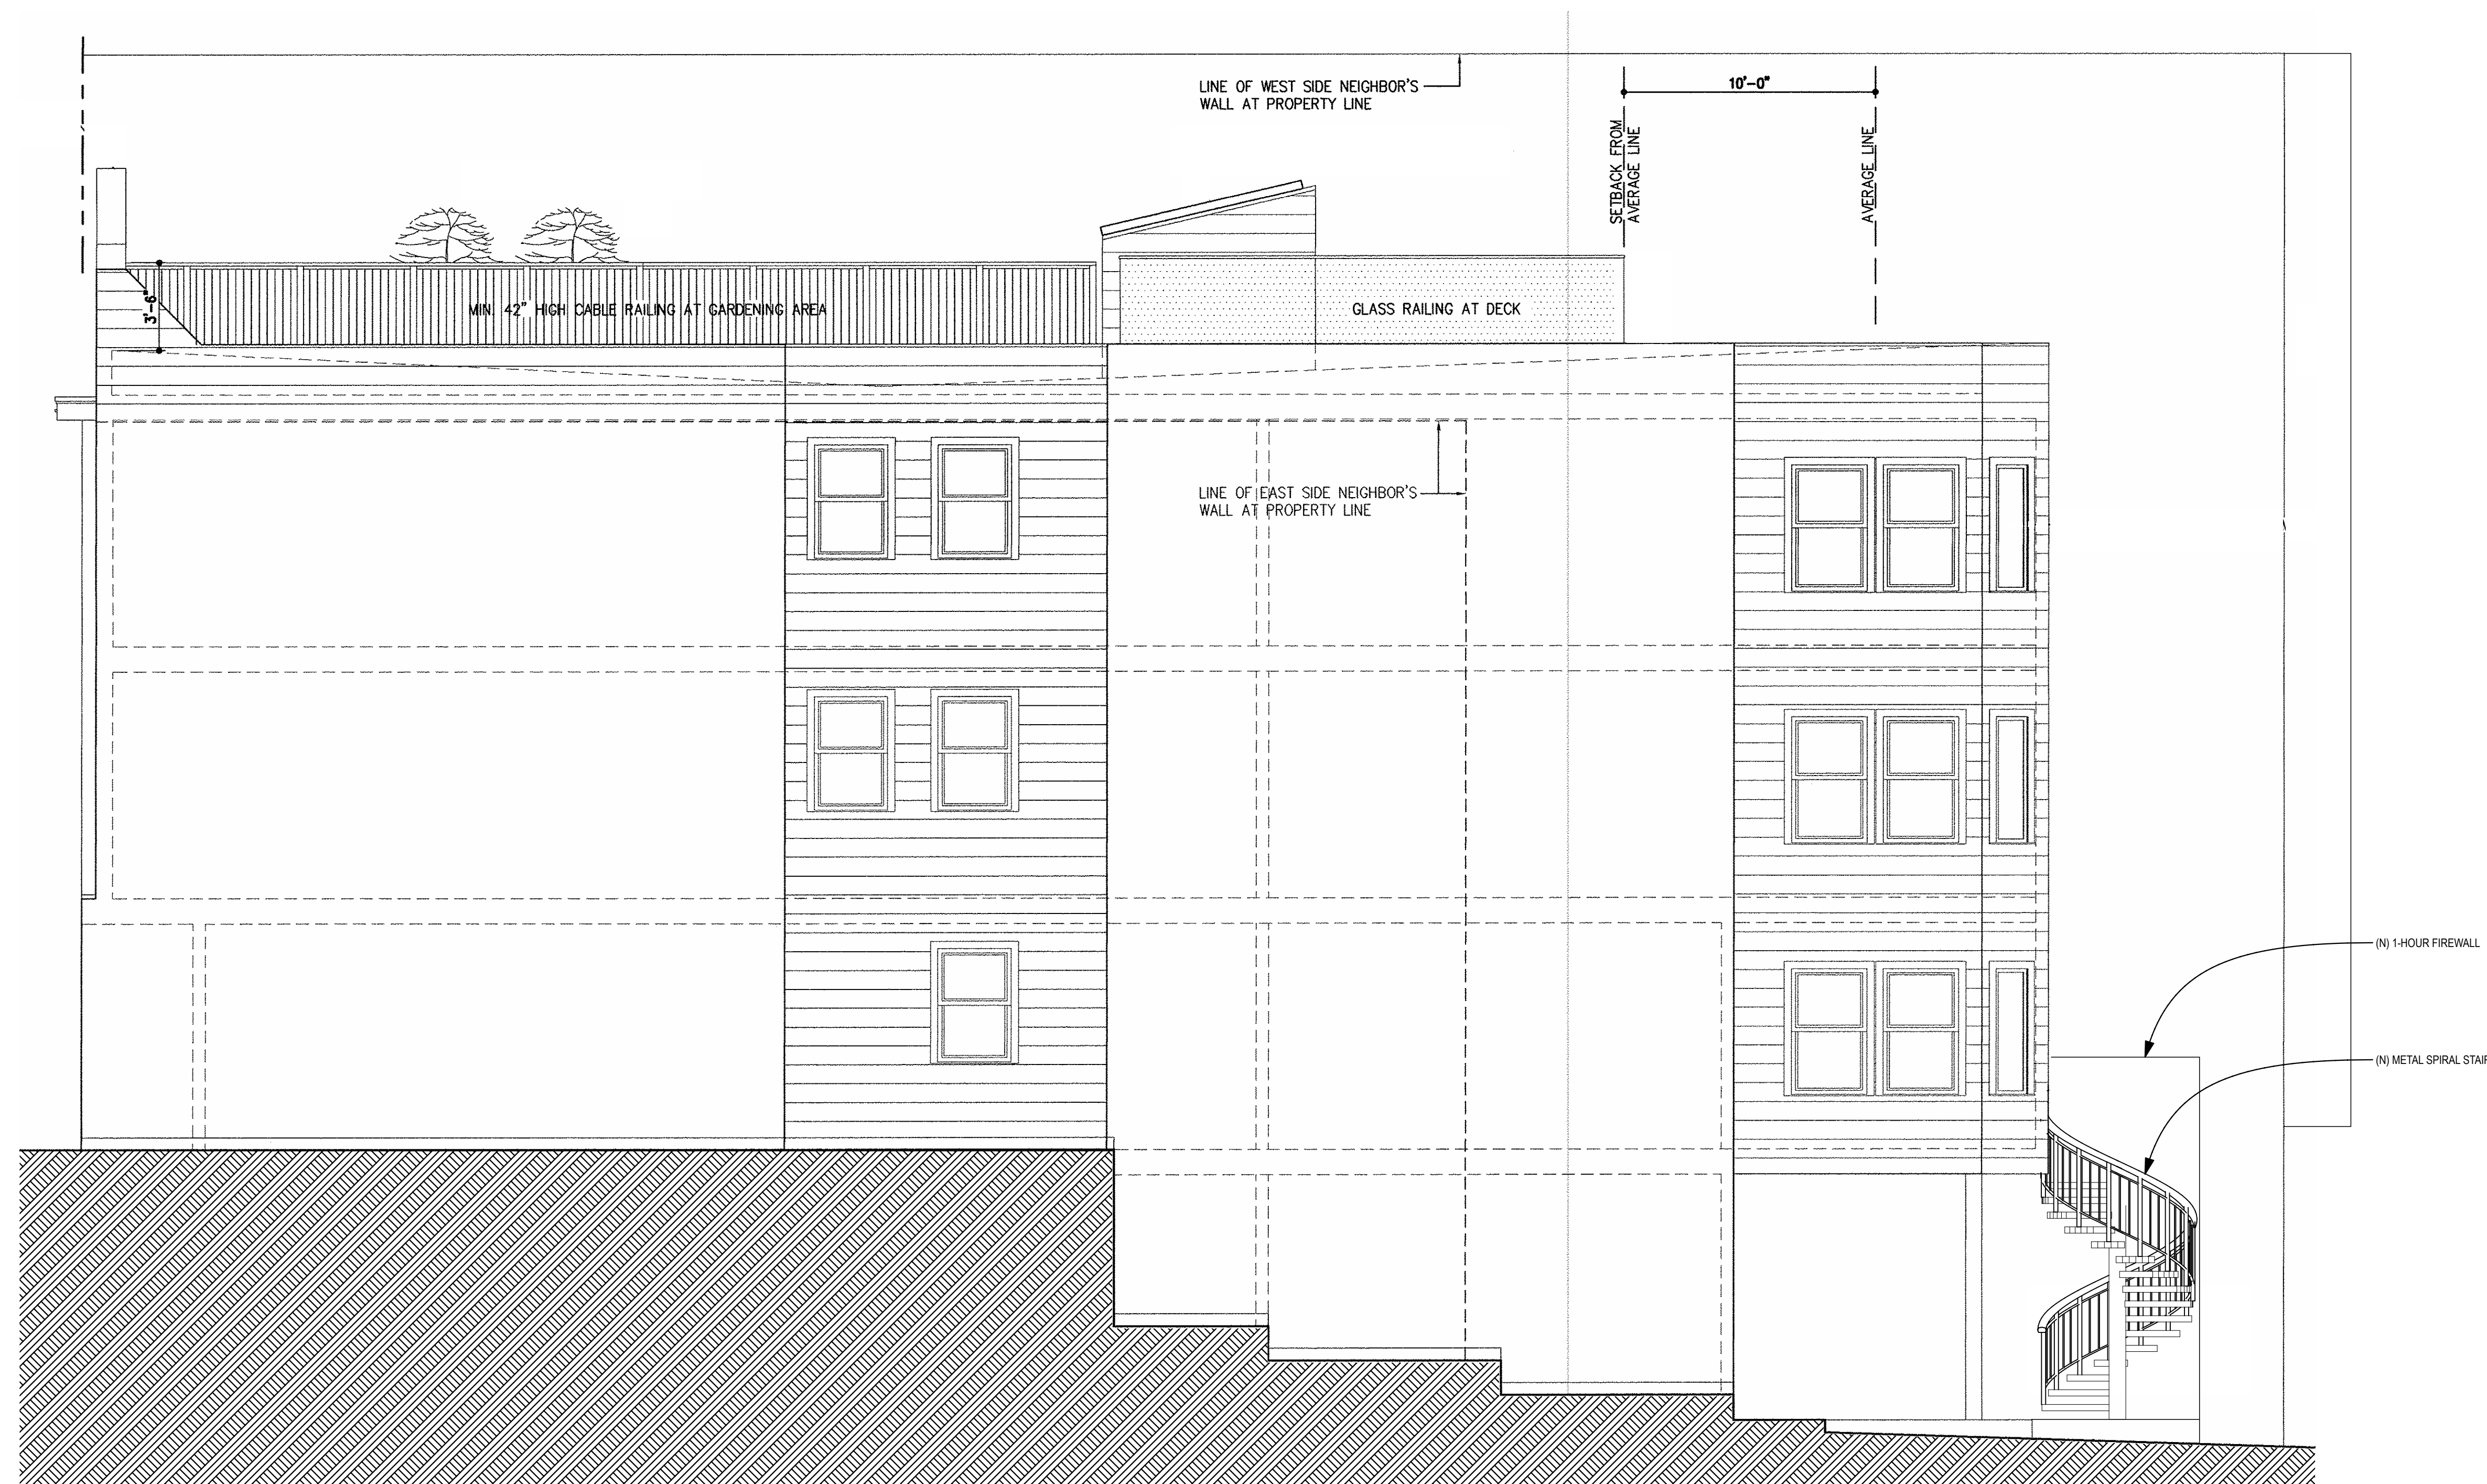 LINE OF WEST SIDE NEIGHBOR'S
WALL AT PROPERTY LINE
10'-0"
SETBACK FROM
AVERAGE LINE
AVERAGE LINE
3'-6"
MIN. 42" HIGH CABLE RAILING AT GARDENING AREA
GLASS RAILING AT DECK
LINE OF EAST SIDE NEIGHBOR'S
WALL AT PROPERTY LINE
(N) 1-HOUR FIREWALL
(N) METAL SPIRAL STAIR